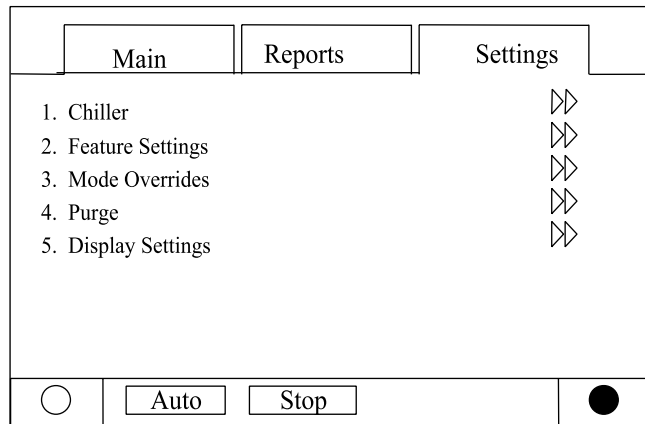 Main Reports Settings
1. Chiller
2. Feature Settings
3. Mode Overrides
4. Purge
5. Display Settings
Auto Stop